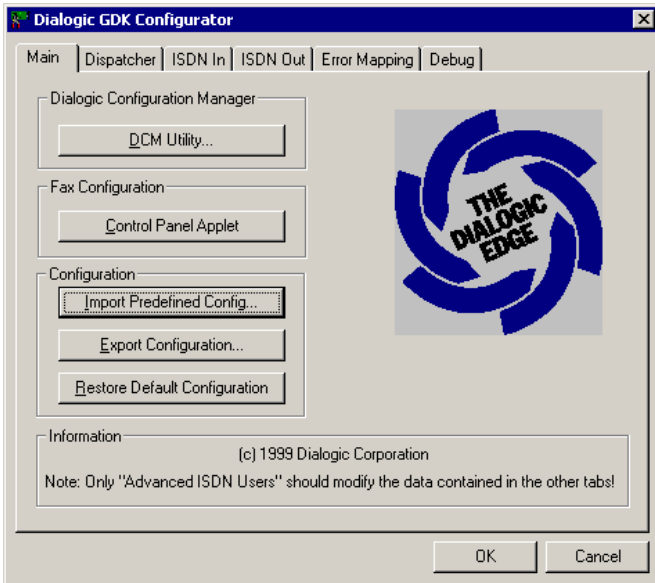 Dialogic GDK Configurator
Main Dispatcher ISDN In ISDN Out Error Mapping Debug
Dialogic Configuration Manager
DCM Utility...
Fax Configuration
Control Panel Applet
THE
DIALOGIC
EDGE
Configuration
Import Predefined Config...
Export Configuration...
Restore Default Configuration
Information
(c) 1999 Dialogic Corporation
Note: Only "Advanced ISDN Users" should modify the data contained in the other tabs!
OK Cancel